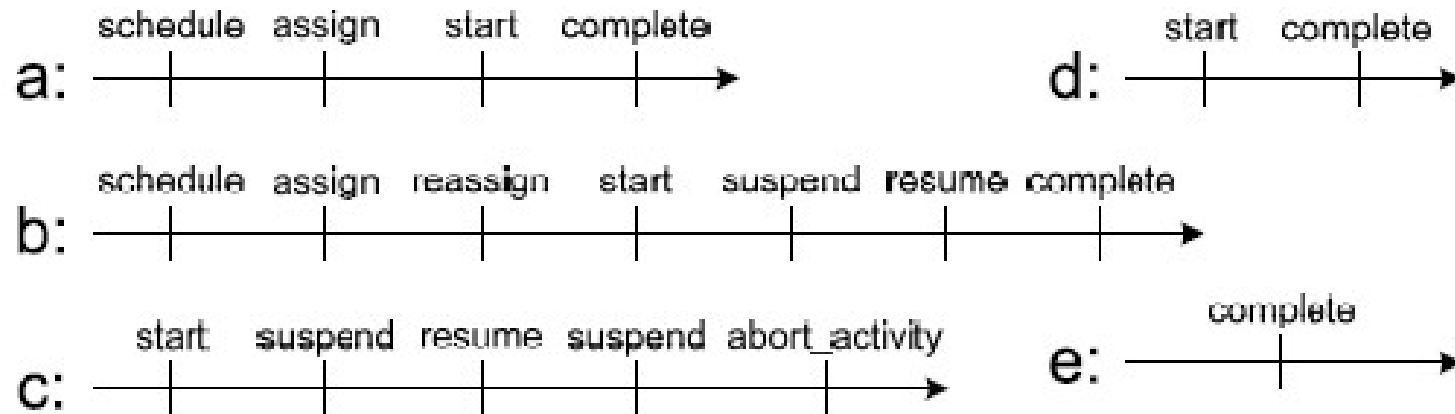 schedule assign start complete
a:
start complete
d:
schedule assign reassign start suspend resume complete
b:
start suspend resume suspend abort_activity
c:
complete
e: